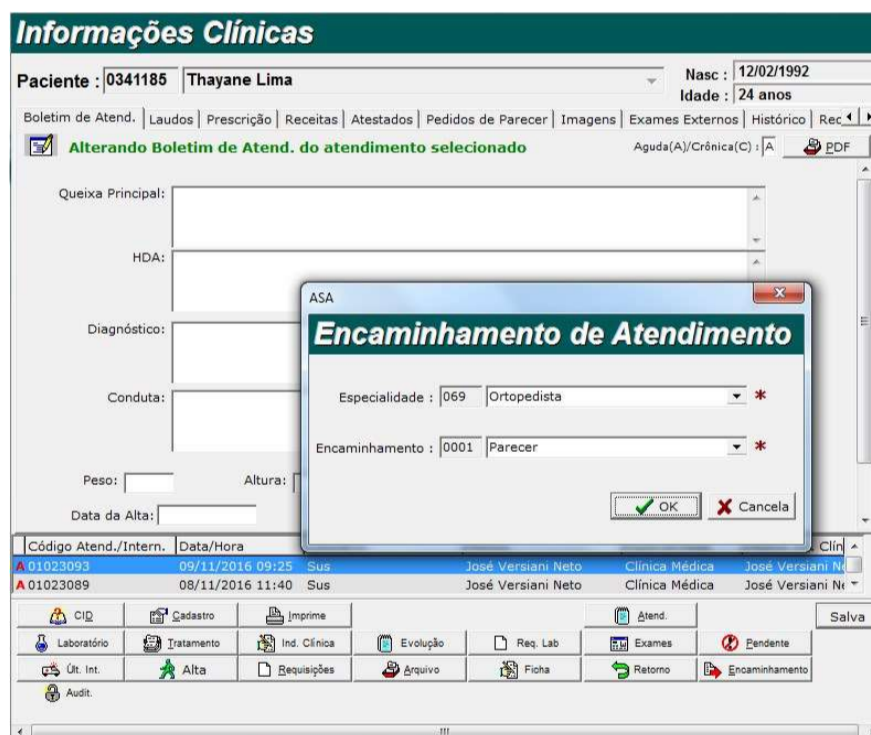 Informações Clínicas
Paciente : 0341185 Thayane Lima Nasc : 12/02/1992
Idade : 24 anos
Boletim de Atend. Laudos Prescrição Receitas Atestados Pedidos de Parecer Imagens Exames Externos Histórico Rec
Alterando Boletim de Atend. do atendimento selecionado Aguda(A)/Crônica(C) : A PDF
Queixa Principal:
HDA:
ASA
Encaminhamento de Atendimento
Diagnóstico:
Especialidade : 069 Ortopedista *
Conduta:
Encaminhamento : 0001 Parecer *
Peso: Altura:
OK Cancela
Data da Alta:
Código Atend./Intern. Data/Hora Clín
A 01023093 09/11/2016 09:25 Sus José Versiani Neto Clínica Médica José Versiani Ne
A 01023089 08/11/2016 11:40 Sus José Versiani Neto Clínica Médica José Versiani Ne
CID Cadastro Imprime Atend. Salva
Laboratório Tratamento Ind. Clínica Evolução Req. Lab Exames Pendente
Últ. Int. Alta Requisições Arquivo Ficha Retorno Encaminhamento
Audit.